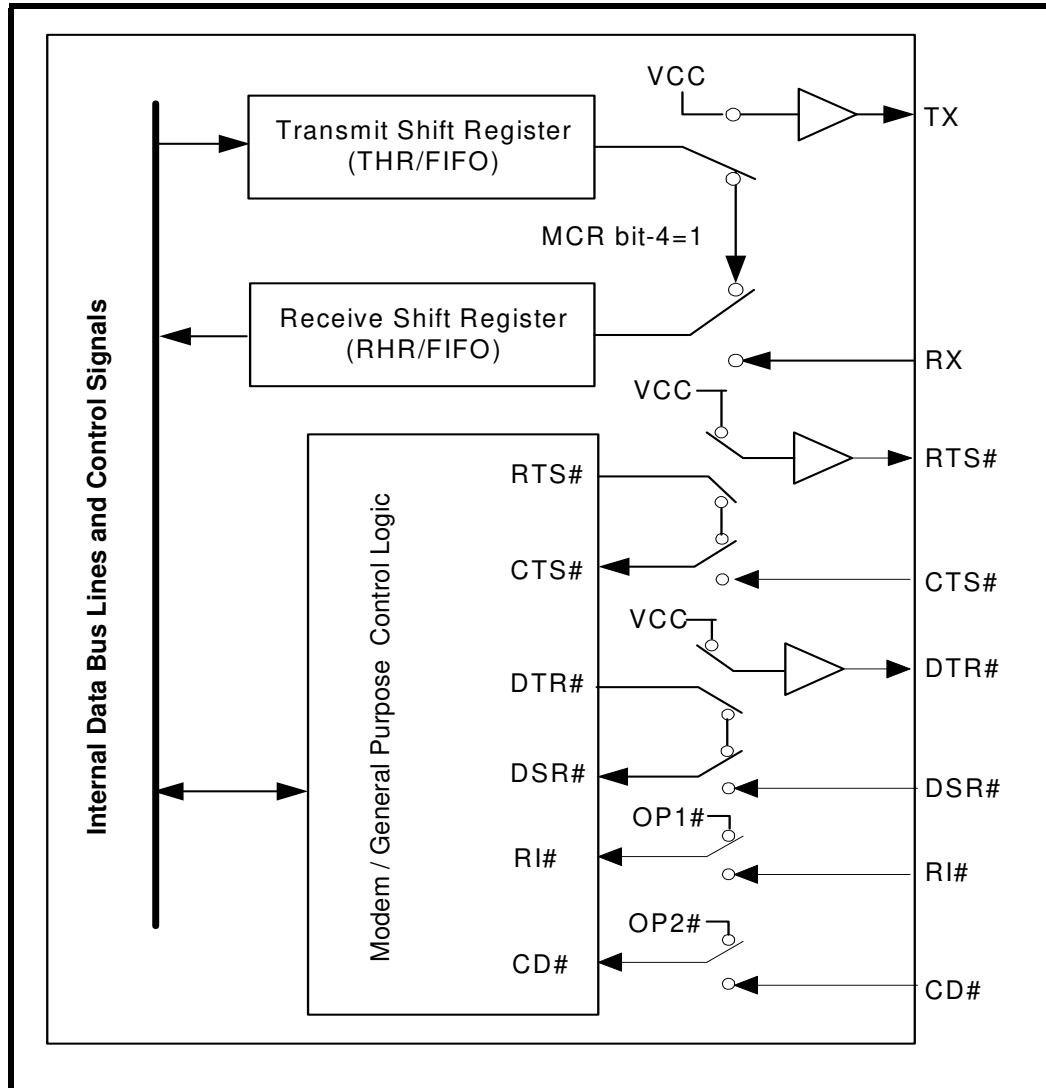 VCC
TX
Transmit Shift Register
(THR/FIFO)
MCR bit-4=1
Receive Shift Register
(RHR/FIFO)
RX
VCC
RTS#
RTS#
CTS#
CTS#
VCC
DTR#
DTR#
DSR#
DSR#
OP1#
RI#
RI#
OP2#
CD#
CD#
Internal Data Bus Lines and Control Signals
Modem / General Purpose Control Logic